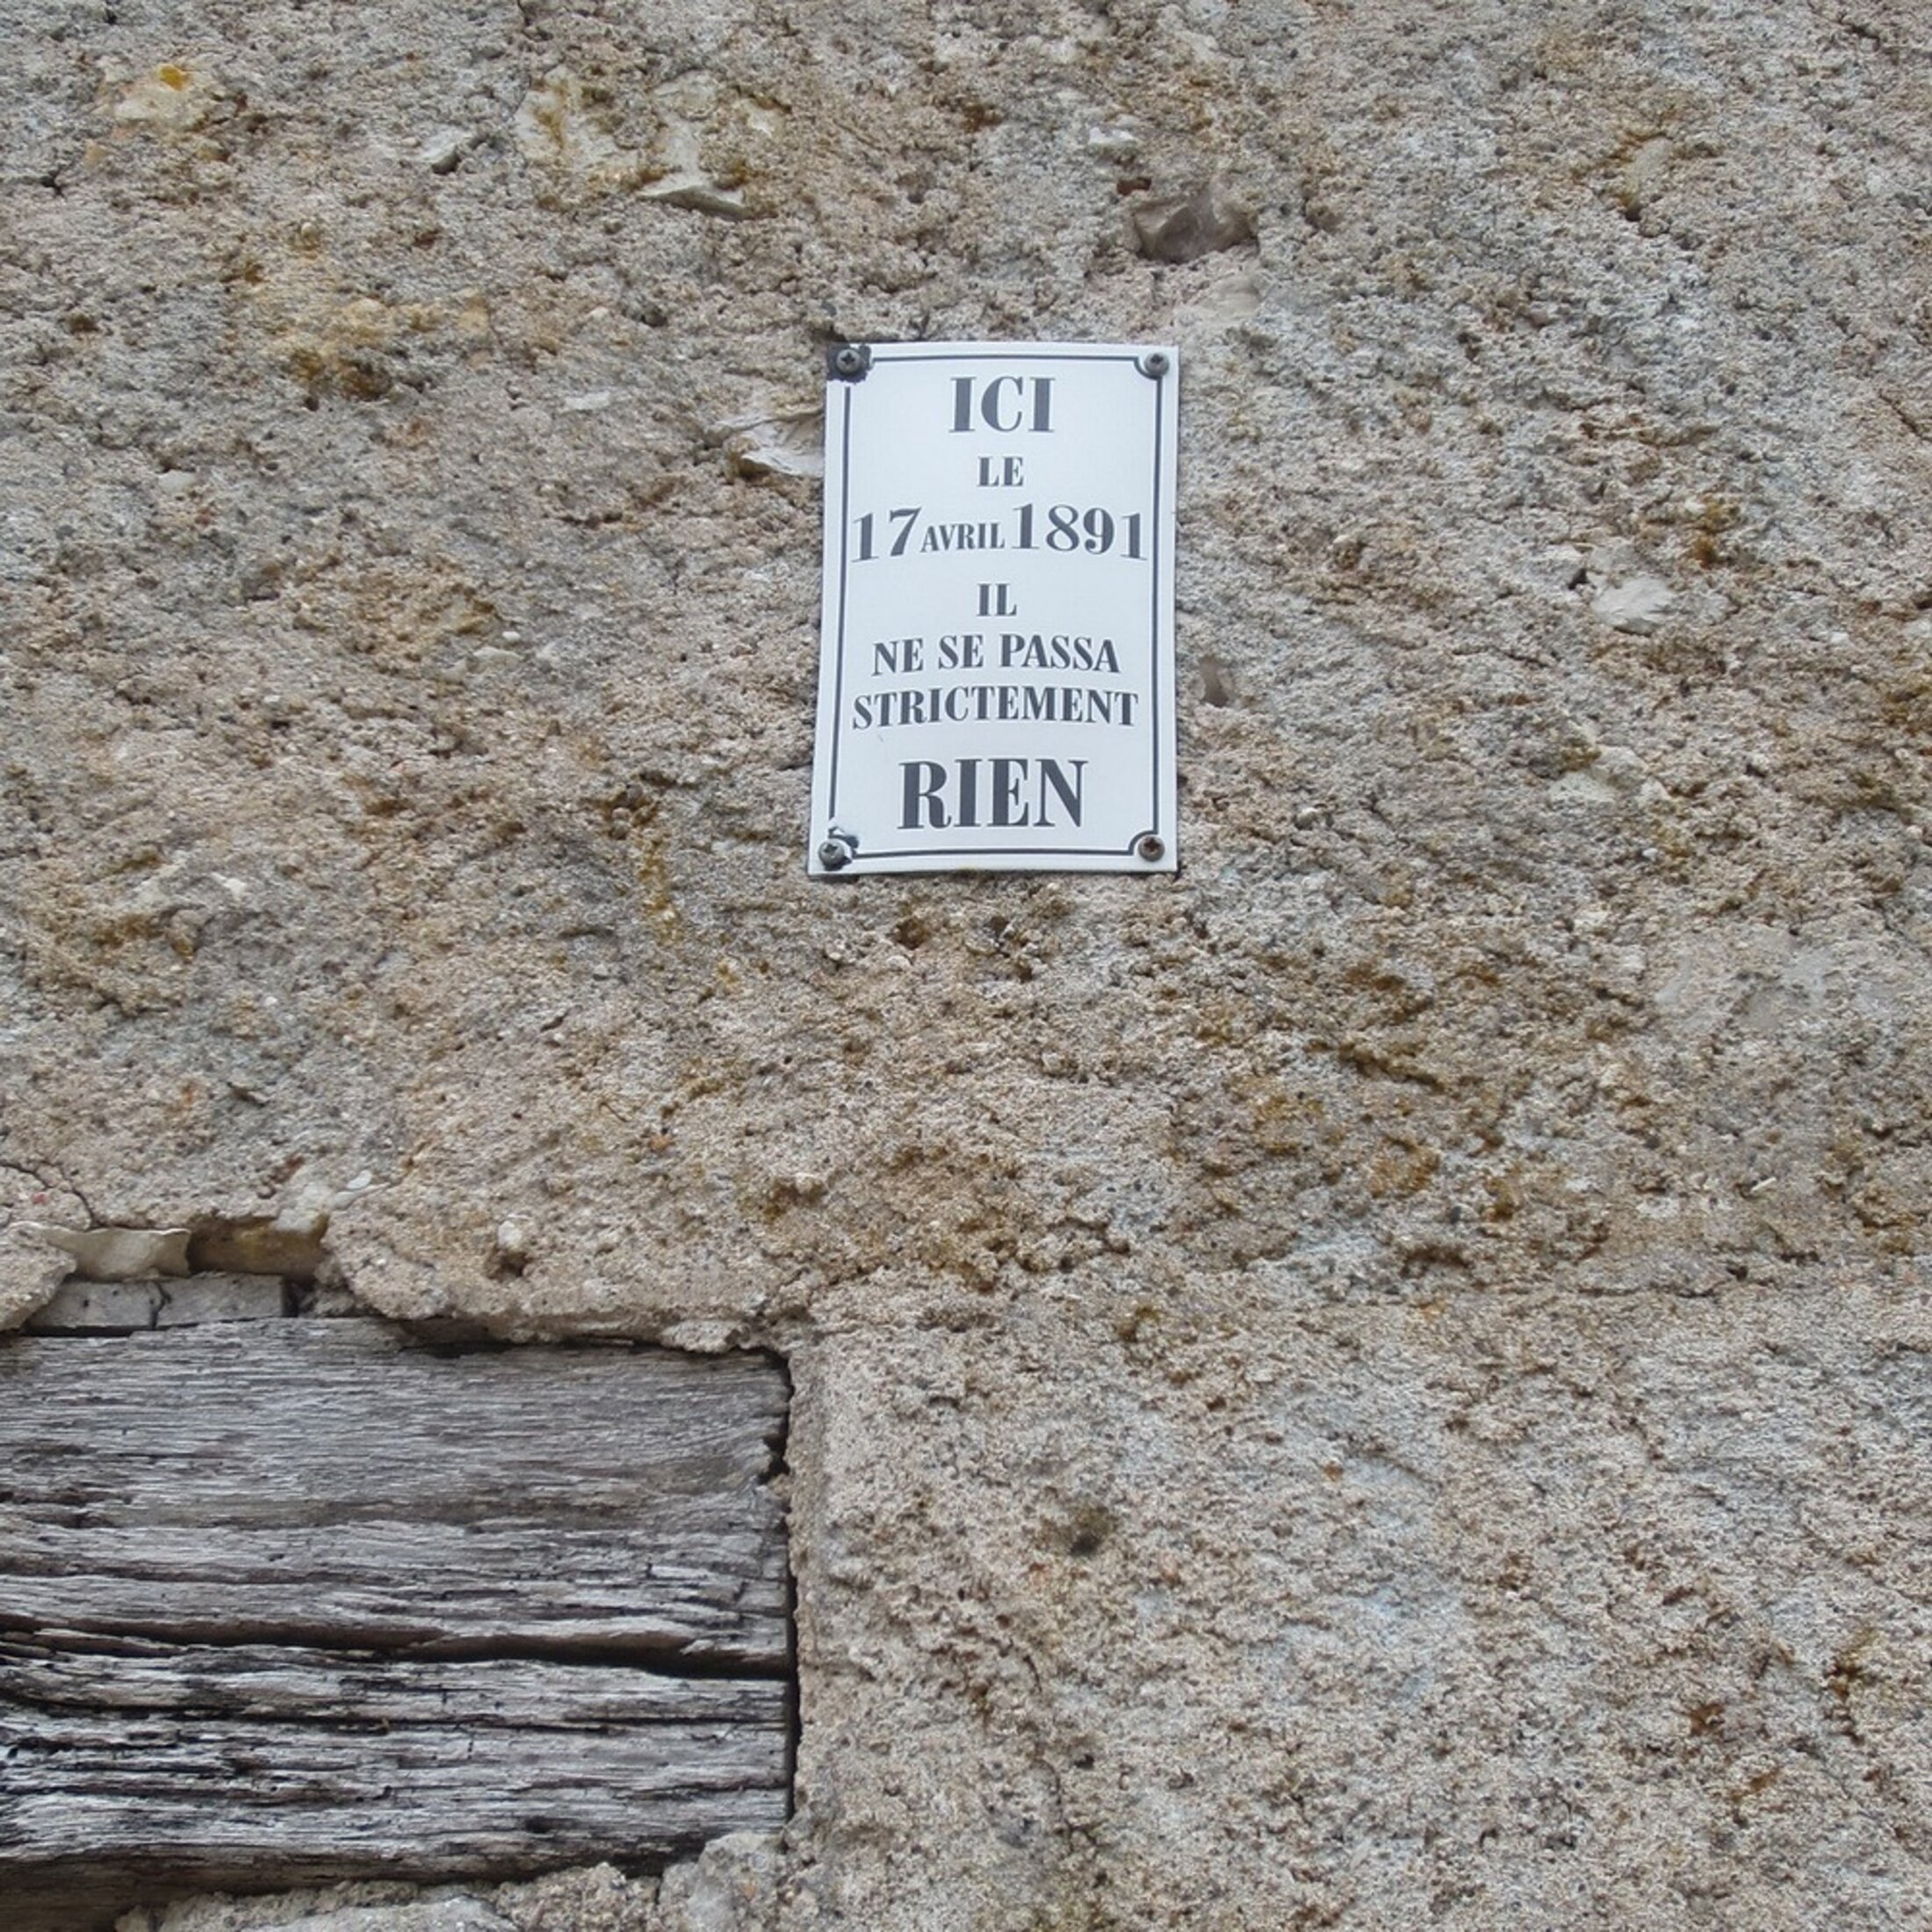 ICI
LE
17 AVRIL 1891
IL
NE SE PASSA
STRICTEMENT
RIEN